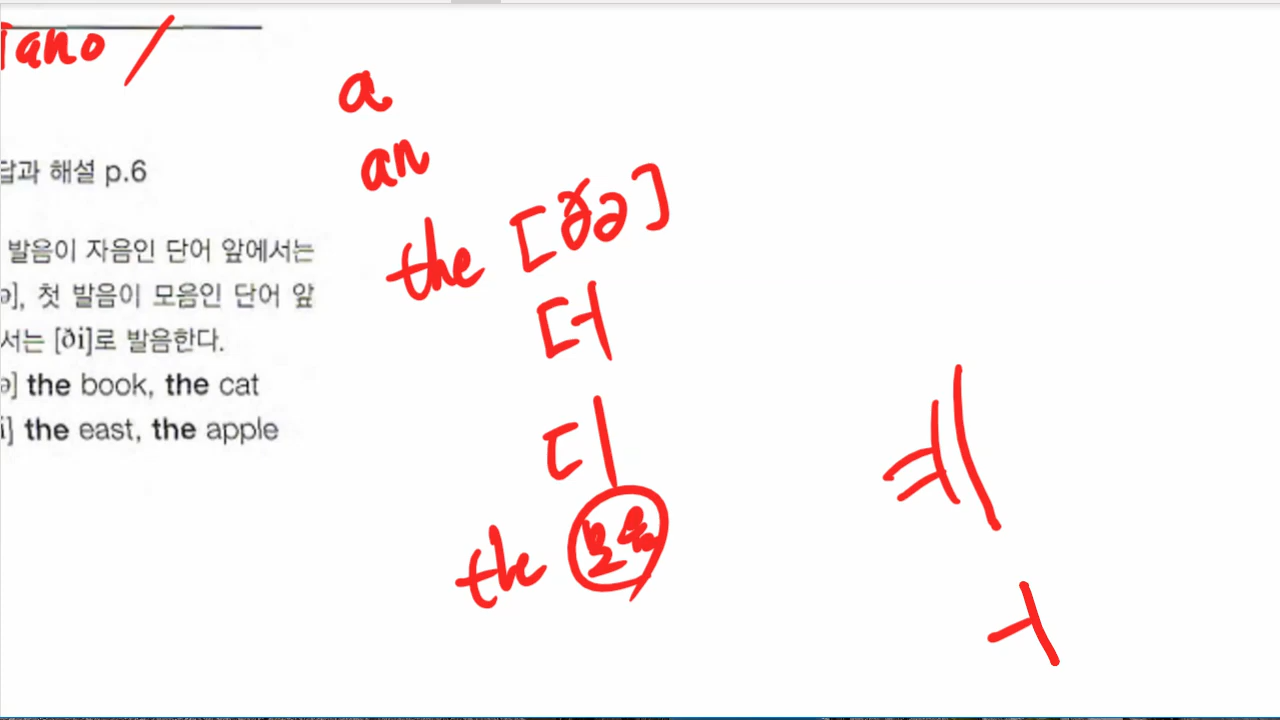 iano /
a
an
답과 해설 p.6
the [ðə]
발음이 자음인 단어 앞에서는
ə], 첫 발음이 모음인 단어 앞
더
서는 [ði]로 발음한다.
ə] the book, the cat
i] the east, the apple
디
ㅖ
the 모음
ㅓ